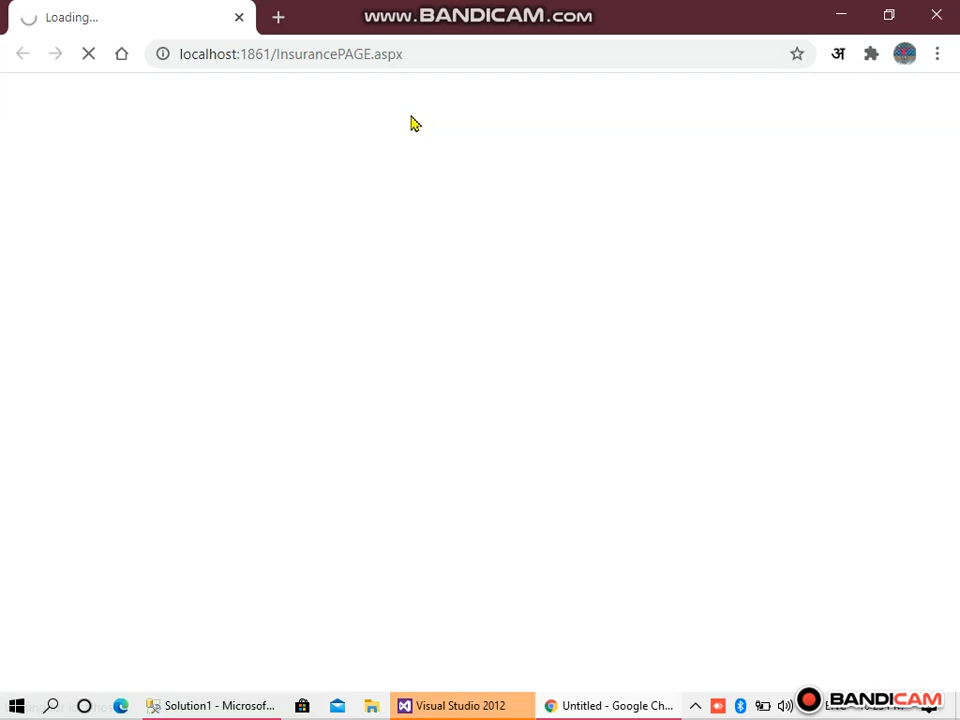 Loading...
www.BANDICAM.com
localhost:1861/InsurancePAGE.aspx
अ
Solution1 - Microsof...
Visual Studio 2012
Untitled - Google Ch...
BANDICAM